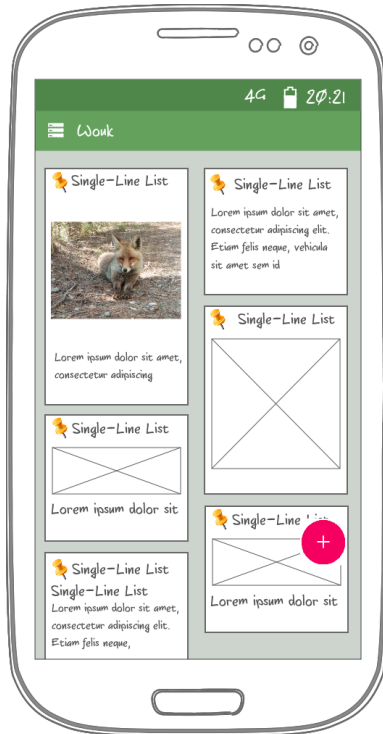 4G 20:21
Wouk
Single-Line List
Lorem ipsum dolor sit amet,
consectetur adipiscing
Single-Line List
Lorem ipsum dolor sit
Single-Line List
Single-Line List
Lorem ipsum dolor sit amet,
consectetur adipiscing elit.
Etiam felis neque,
Single-Line List
Lorem ipsum dolor sit amet,
consectetur adipiscing elit.
Etiam felis neque, vehicula
sit amet sem id
Single-Line List
Single-Line List
Lorem ipsum dolor sit